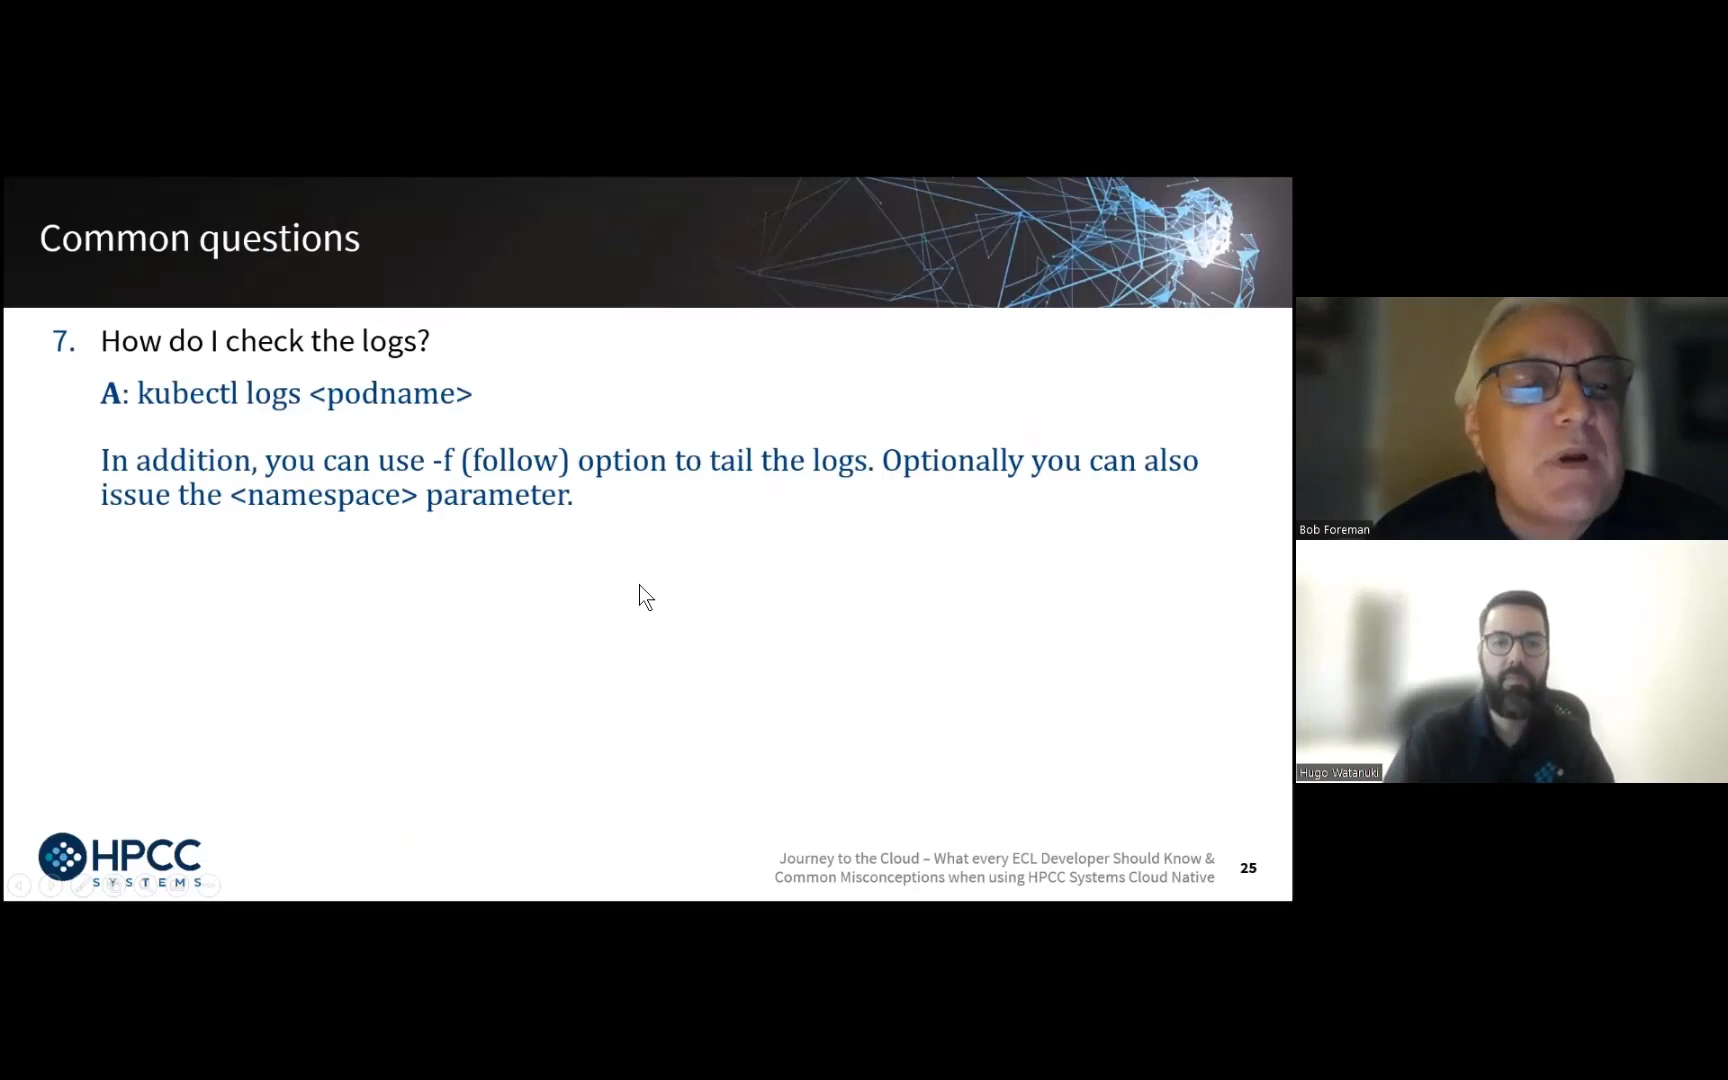 Common questions
7. How do I check the logs?
A: kubectl logs <podname>
In addition, you can use -f (follow) option to tail the logs. Optionally you can also
issue the <namespace> parameter.
Bob Foreman
Hugo Watanuki
HPCC
SYSTEMS
Journey to the Cloud – What every ECL Developer Should Know &
Common Misconceptions when using HPCC Systems Cloud Native
25